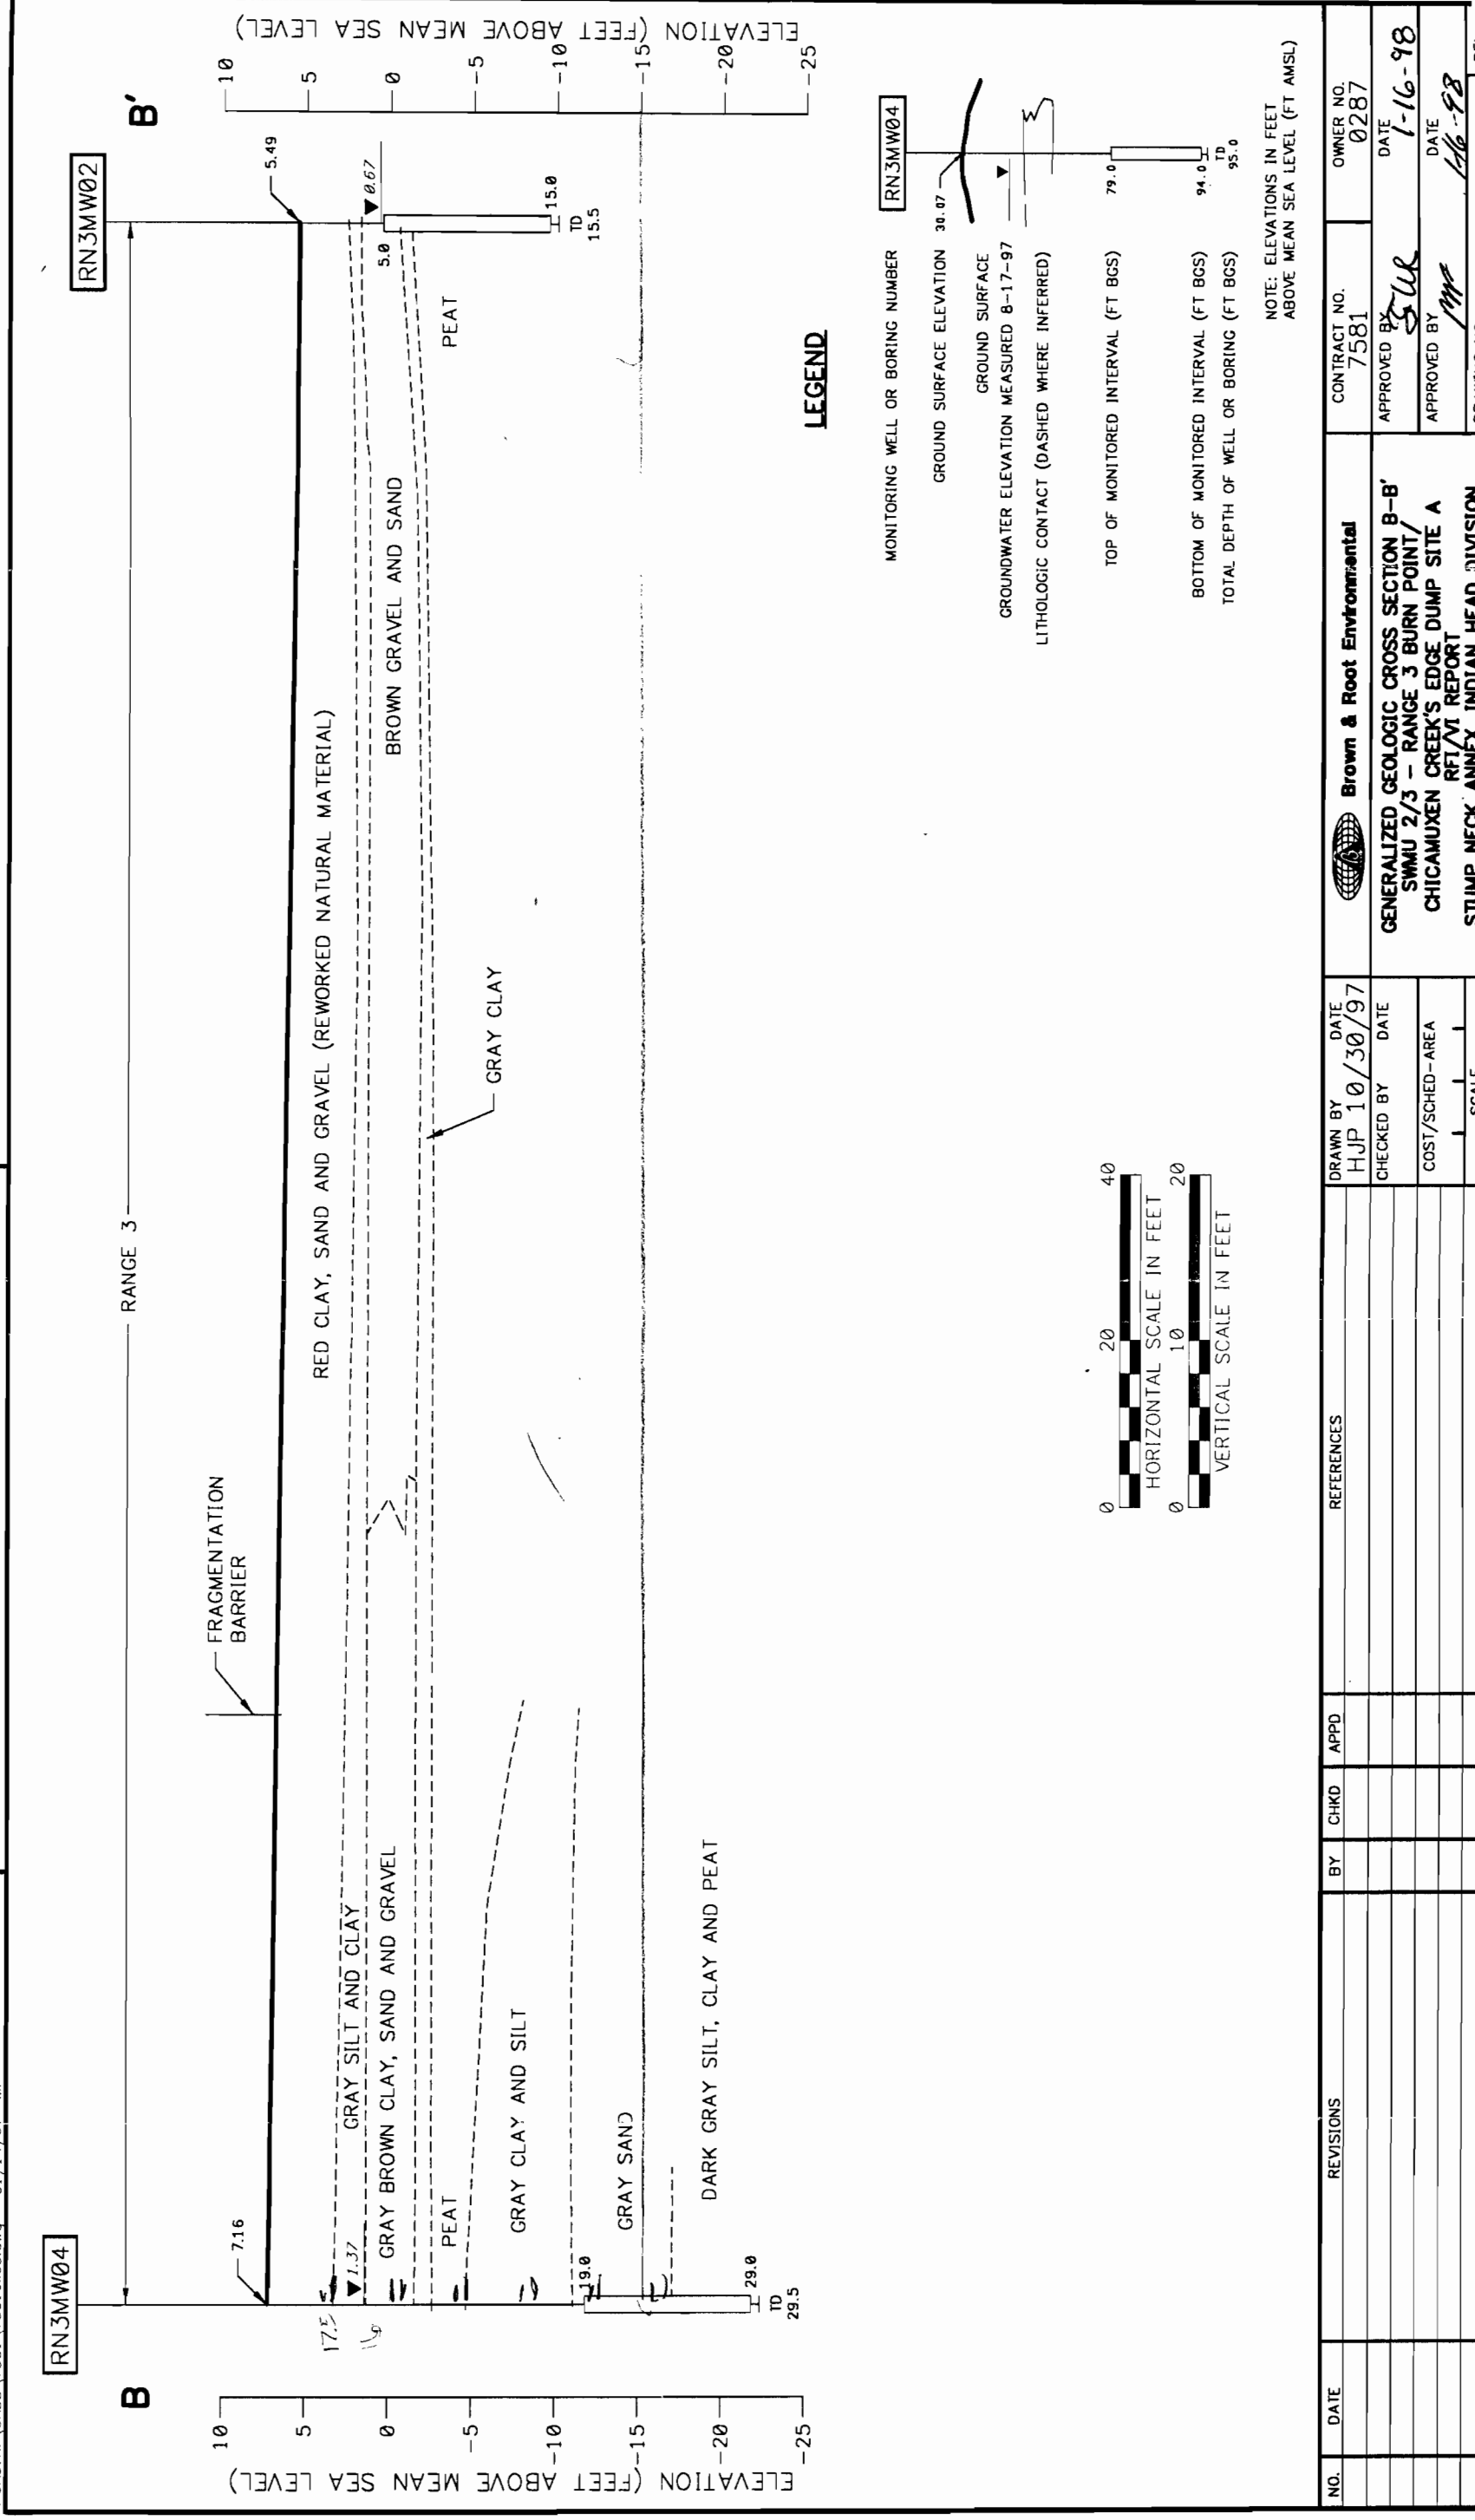 B
B'
RN3MW04
RN3MW02
RANGE 3
7.16
5.49
FRAGMENTATION
BARRIER
ELEVATION (FEET ABOVE MEAN SEA LEVEL)
10
5
0
-5
-10
-15
-20
-25
ELEVATION (FEET ABOVE MEAN SEA LEVEL)
10
5
0
-5
-10
-15
-20
-25
17.5
16
1.37
0.67
RED CLAY, SAND AND GRAVEL (REWORKED NATURAL MATERIAL)
GRAY SILT AND CLAY
GRAY BROWN CLAY, SAND AND GRAVEL
BROWN GRAVEL AND SAND
PEAT
PEAT
GRAY CLAY
GRAY CLAY AND SILT
GRAY SAND
DARK GRAY SILT, CLAY AND PEAT
19.0
29.0
TD
29.5
5.0
15.0
TD
15.5
LEGEND
MONITORING WELL OR BORING NUMBER
RN3MW04
GROUND SURFACE ELEVATION
30.07
GROUND SURFACE
GROUNDWATER ELEVATION MEASURED 8-17-97
LITHOLOGIC CONTACT (DASHED WHERE INFERRED)
TOP OF MONITORED INTERVAL (FT BGS)
79.0
BOTTOM OF MONITORED INTERVAL (FT BGS)
94.0
TOTAL DEPTH OF WELL OR BORING (FT BGS)
TD
95.0
NOTE: ELEVATIONS IN FEET
ABOVE MEAN SEA LEVEL (FT AMSL)
0 20 40
HORIZONTAL SCALE IN FEET
0 10 20
VERTICAL SCALE IN FEET
NO. DATE REVISIONS BY CHKD APPD REFERENCES
DRAWN BY DATE
HJP 10/30/97
CHECKED BY DATE
COST/SCHED-AREA
SCALE
Brown & Root Environmental
GENERALIZED GEOLOGIC CROSS SECTION B-B'
SWMU 2/3 - RANGE 3 BURN POINT/
CHICAMUXEN CREEK'S EDGE DUMP SITE A
RFI/VI REPORT
STUMP NECK ANNEX, INDIAN HEAD DIVISION
CONTRACT NO.
7581
OWNER NO.
0287
APPROVED BY DATE
1-16-98
APPROVED BY DATE